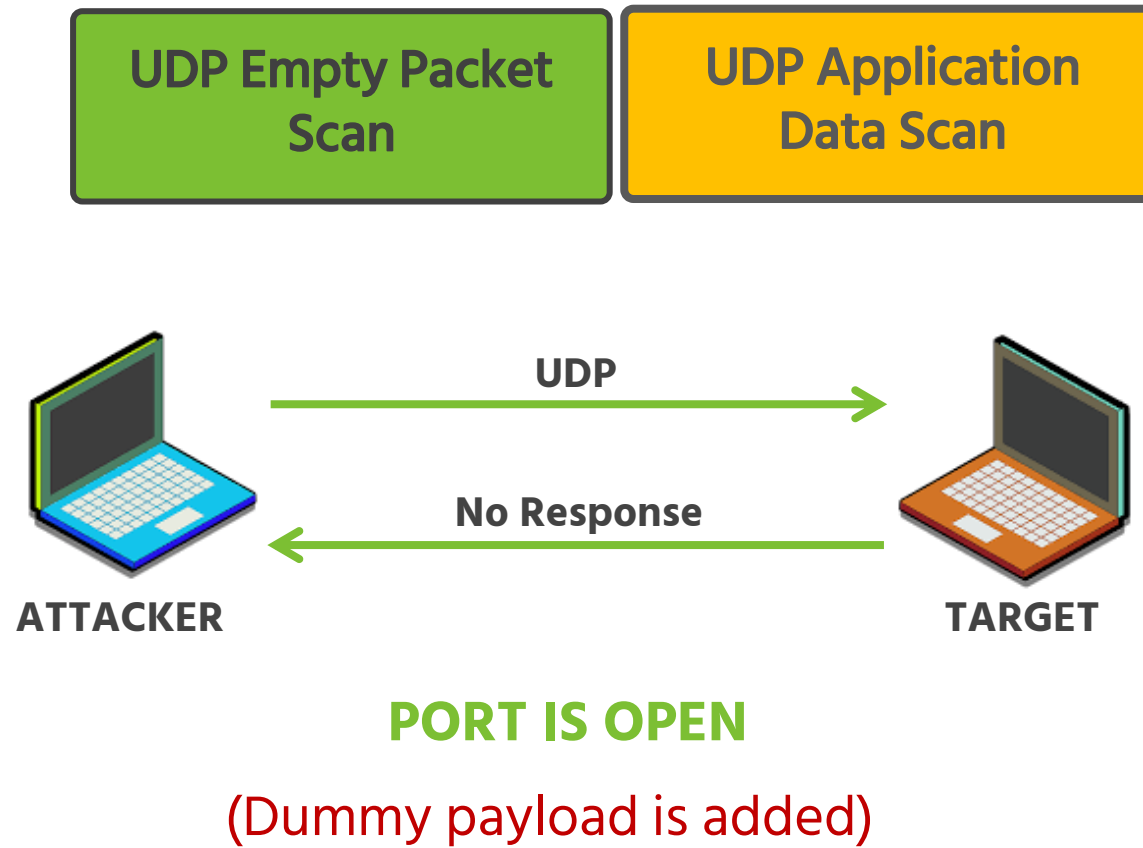 UDP Empty Packet
Scan
UDP Application
Data Scan
UDP
No Response
ATTACKER
TARGET
PORT IS OPEN
(Dummy payload is added)